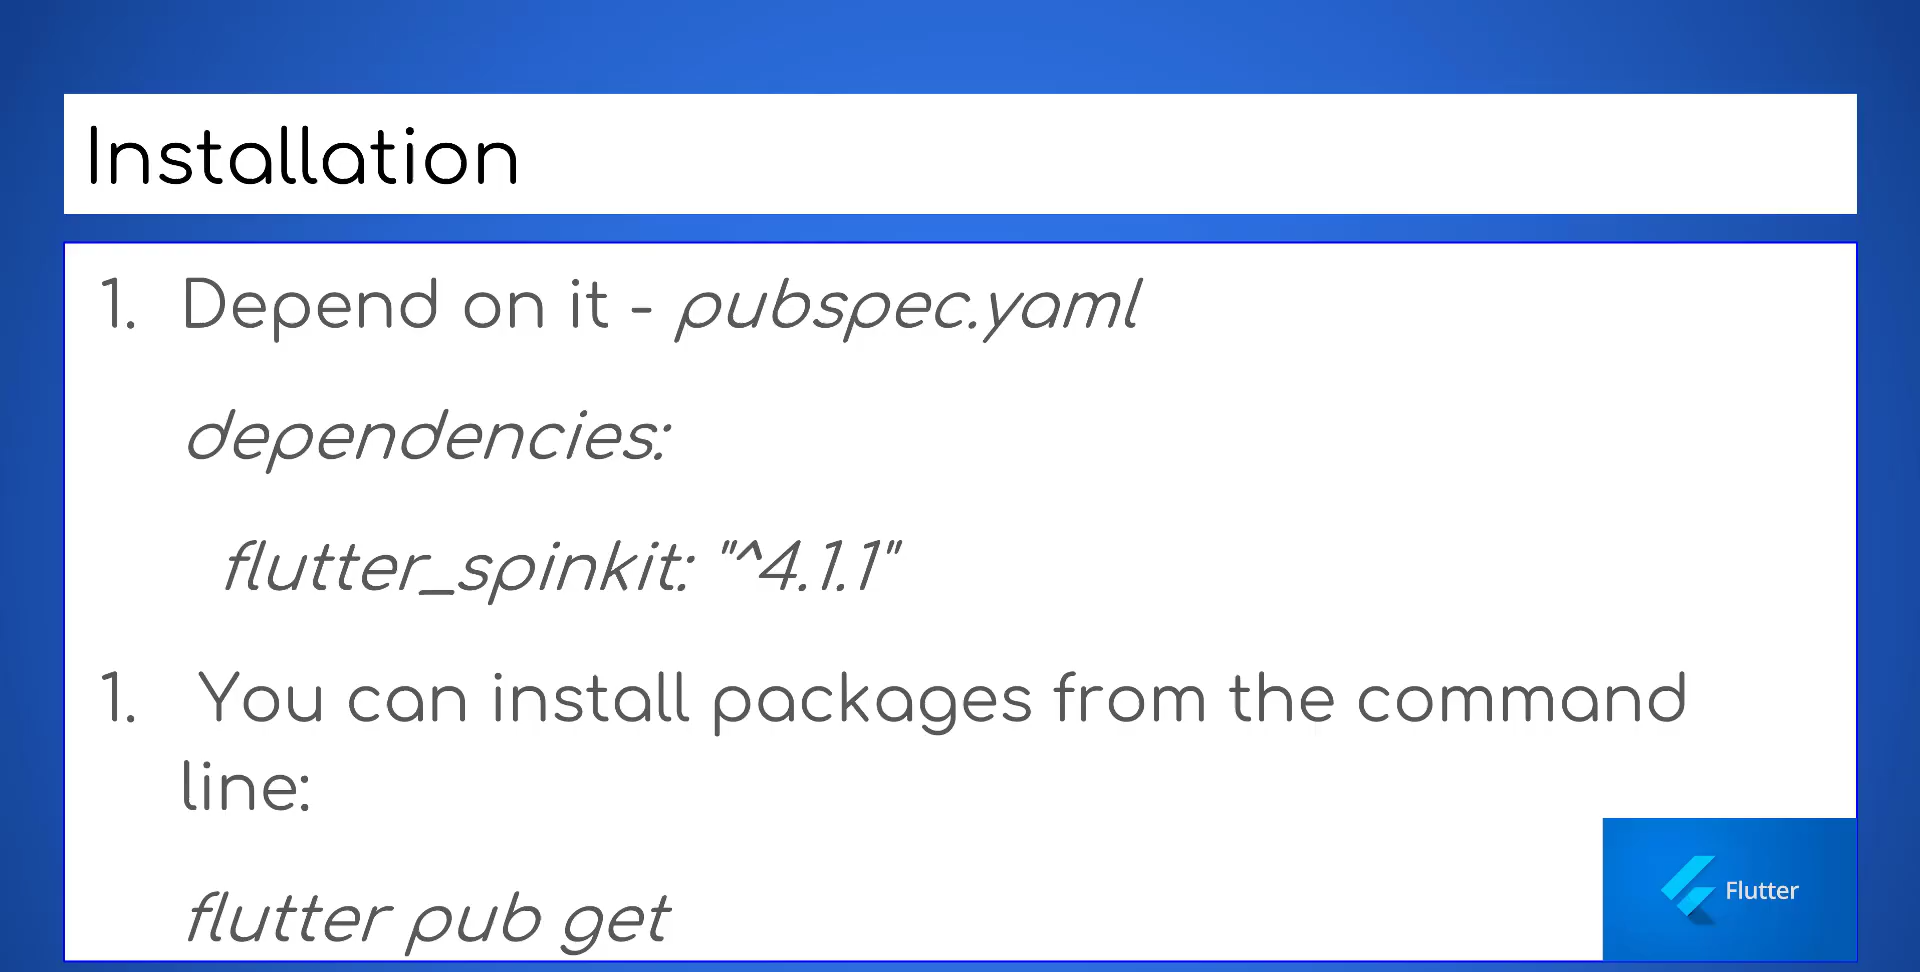 Installation
1. Depend on it - pubspec.yaml
dependencies:
flutter_spinkit: "^4.1.1"
1. You can install packages from the command
line:
flutter pub get
Flutter